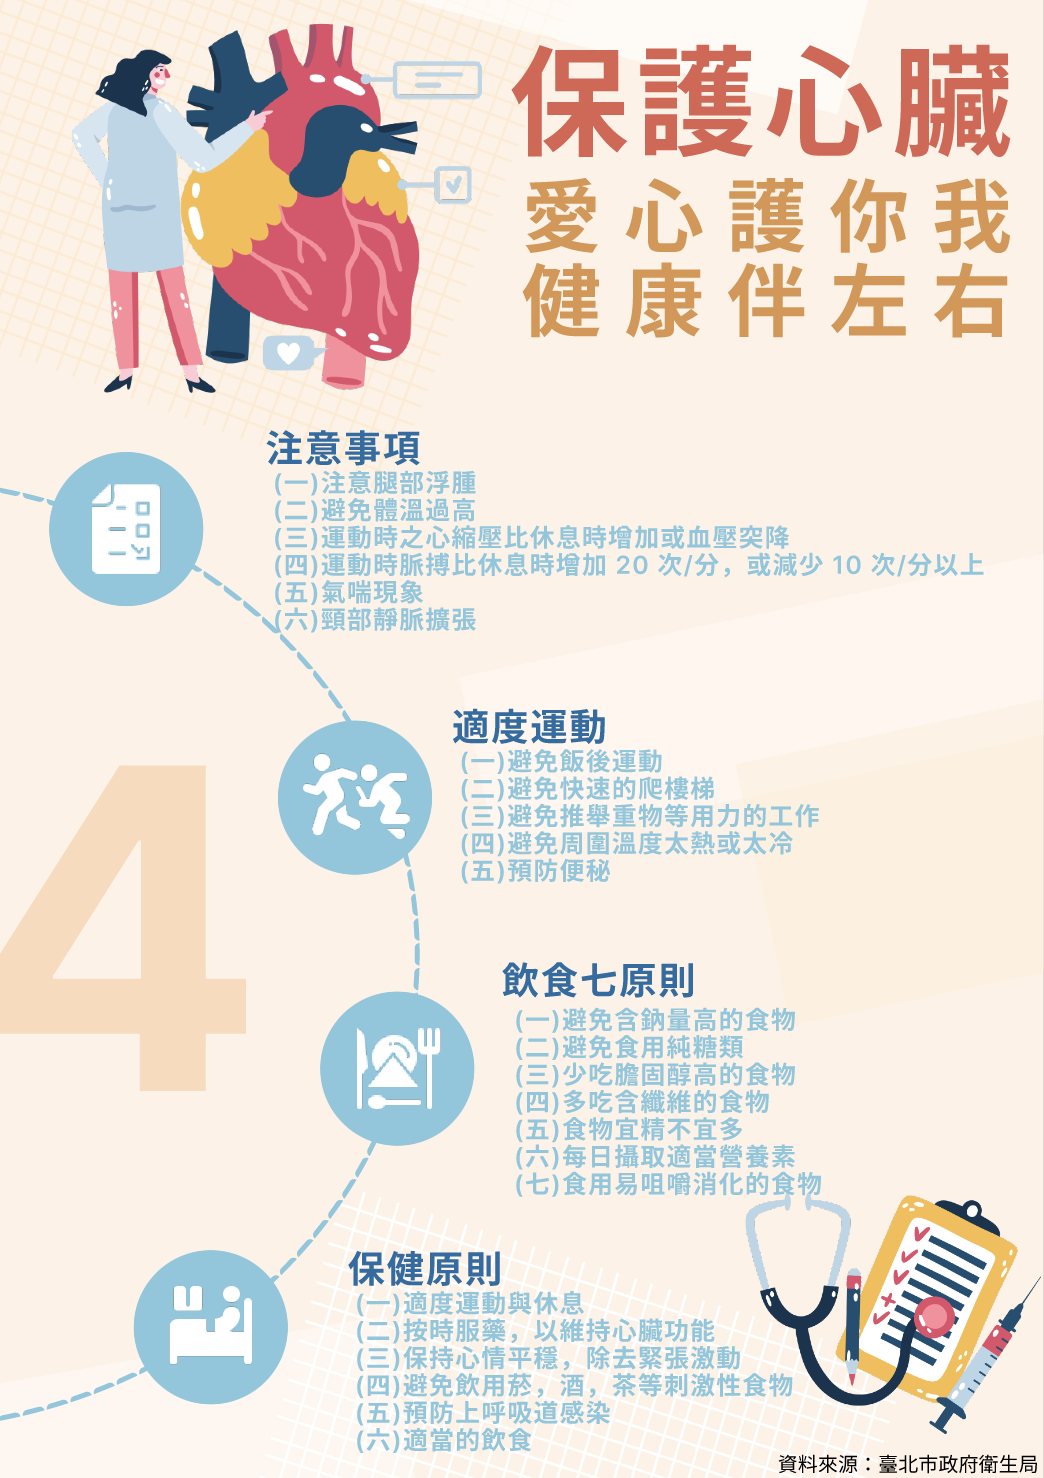 保護心臟
愛心護你我
健康伴左右
注意事項
(一)注意腿部浮腫
(二)避免體溫過高
(三)運動時之心縮壓比休息時增加或血壓突降
(四)運動時脈搏比休息時增加 20 次/分，或減少 10 次/分以上
(五)氣喘現象
(六)頸部靜脈擴張
適度運動
(一)避免飯後運動
(二)避免快速的爬樓梯
(三)避免推舉重物等用力的工作
(四)避免周圍溫度太熱或太冷
(五)預防便秘
4
飲食七原則
(一)避免含鈉量高的食物
(二)避免食用純糖類
(三)少吃膽固醇高的食物
(四)多吃含纖維的食物
(五)食物宜精不宜多
(六)每日攝取適當營養素
(七)食用易咀嚼消化的食物
保健原則
(一)適度運動與休息
(二)按時服藥，以維持心臟功能
(三)保持心情平穩，除去緊張激動
(四)避免飲用菸，酒，茶等刺激性食物
(五)預防上呼吸道感染
(六)適當的飲食
資料來源：臺北市政府衛生局